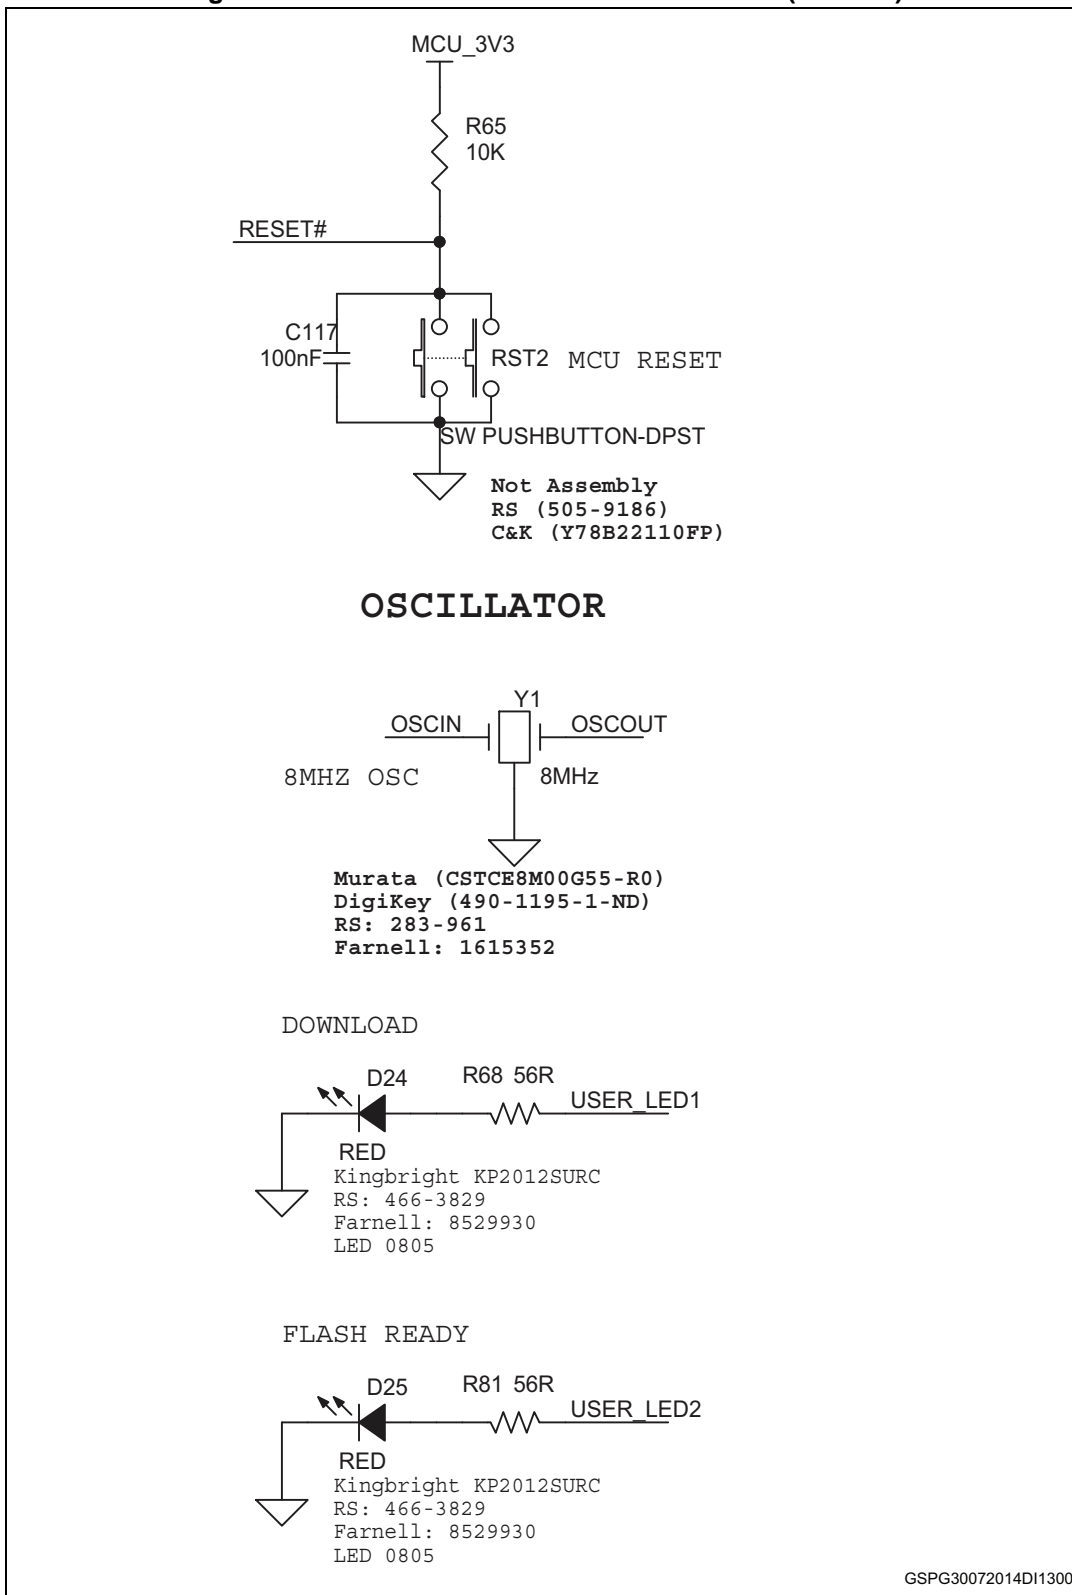 MCU_3V3
R65
10K
RESET#
C117
100nF
RST2 MCU RESET
SW PUSHBUTTON-DPST
Not Assembly
RS (505-9186)
C&K (Y78B22110FP)
OSCILLATOR
Y1
OSCIN OSCOUT
8MHZ OSC 8MHz
Murata (CSTCE8M00G55-R0)
DigiKey (490-1195-1-ND)
RS: 283-961
Farnell: 1615352
DOWNLOAD
D24 R68 56R
USER_LED1
RED
Kingbright KP2012SURC
RS: 466-3829
Farnell: 8529930
LED 0805
FLASH READY
D25 R81 56R
USER_LED2
RED
Kingbright KP2012SURC
RS: 466-3829
Farnell: 8529930
LED 0805
GSPG30072014DI1300